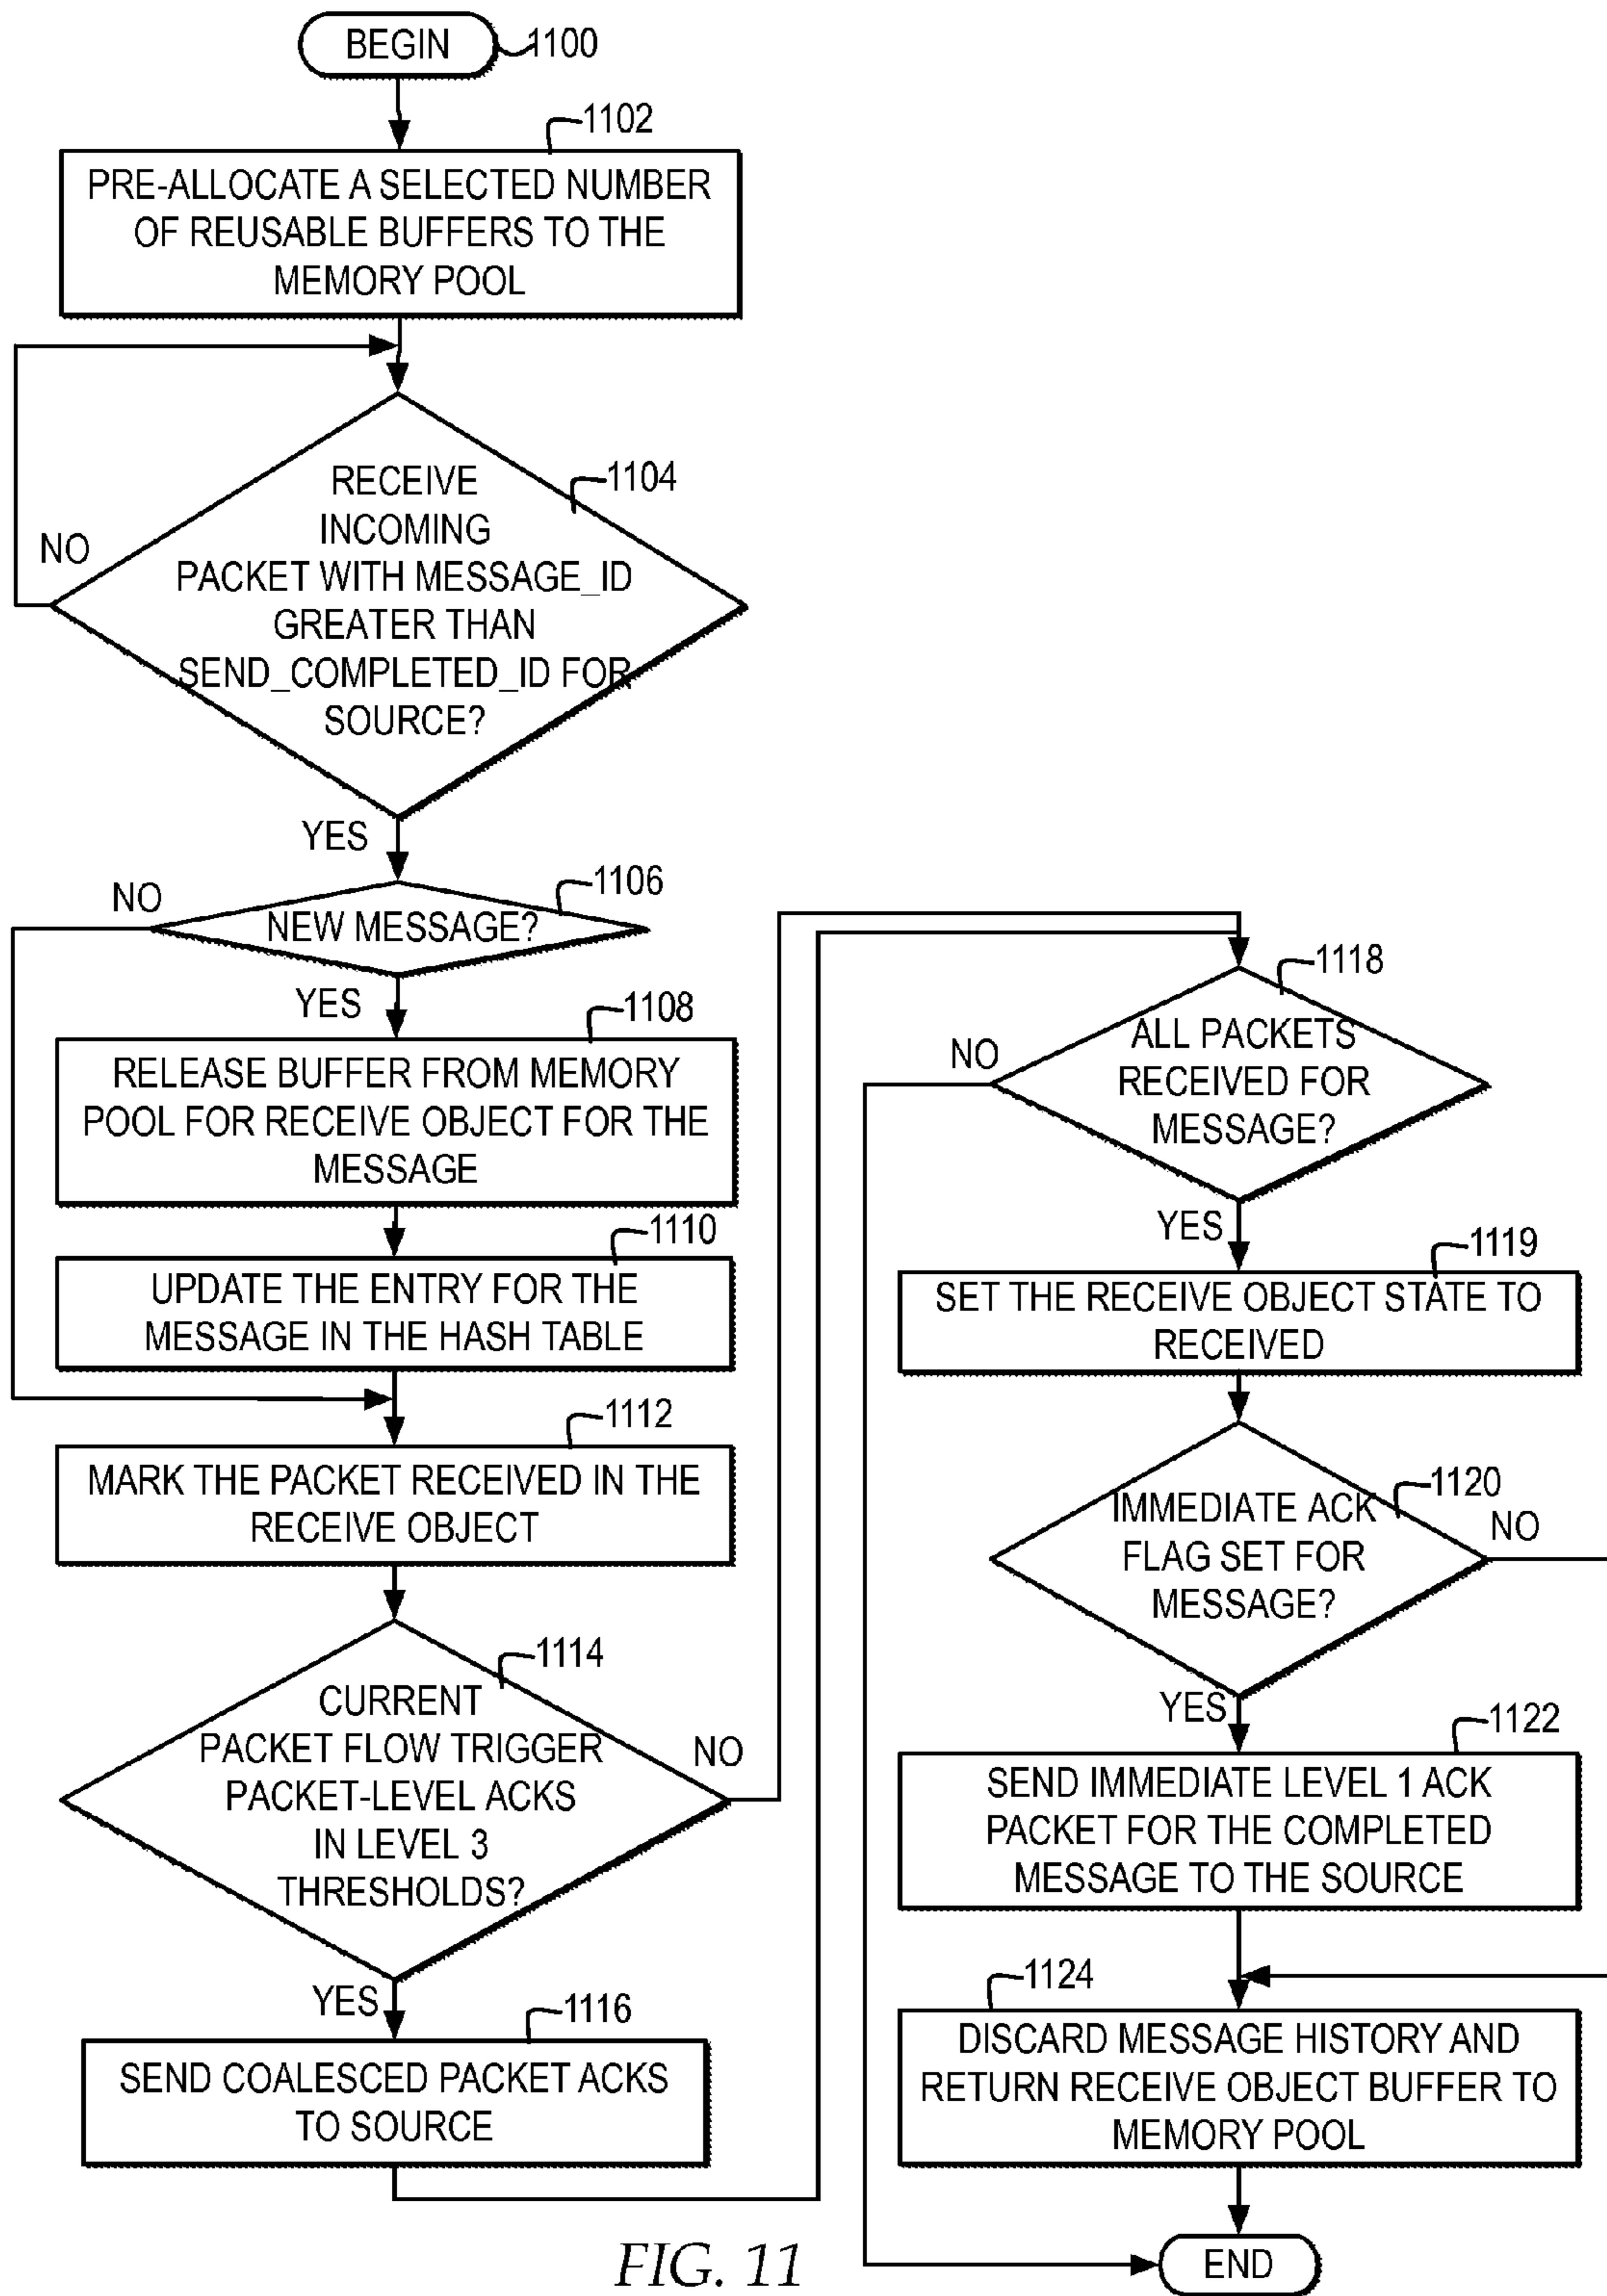 BEGIN
1100
1102
PRE-ALLOCATE A SELECTED NUMBER
OF REUSABLE BUFFERS TO THE
MEMORY POOL
1104
RECEIVE
INCOMING
PACKET WITH MESSAGE_ID
GREATER THAN
SEND_COMPLETED_ID FOR
SOURCE?
NO
YES
1106
NEW MESSAGE?
NO
YES
1108
RELEASE BUFFER FROM MEMORY
POOL FOR RECEIVE OBJECT FOR THE
MESSAGE
1110
UPDATE THE ENTRY FOR THE
MESSAGE IN THE HASH TABLE
1112
MARK THE PACKET RECEIVED IN THE
RECEIVE OBJECT
1114
CURRENT
PACKET FLOW TRIGGER
PACKET-LEVEL ACKS
IN LEVEL 3
THRESHOLDS?
NO
YES
1116
SEND COALESCED PACKET ACKS
TO SOURCE
1118
ALL PACKETS
RECEIVED FOR
MESSAGE?
NO
YES
1119
SET THE RECEIVE OBJECT STATE TO
RECEIVED
1120
IMMEDIATE ACK
FLAG SET FOR
MESSAGE?
NO
YES
1122
SEND IMMEDIATE LEVEL 1 ACK
PACKET FOR THE COMPLETED
MESSAGE TO THE SOURCE
1124
DISCARD MESSAGE HISTORY AND
RETURN RECEIVE OBJECT BUFFER TO
MEMORY POOL
END
FIG. 11